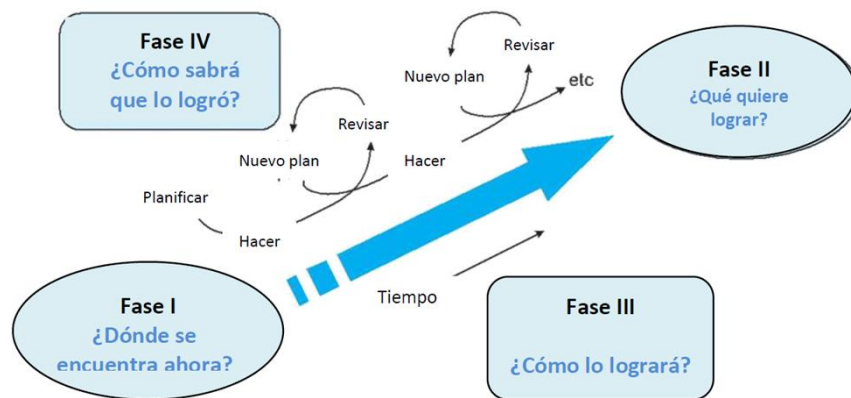 Fase IV
¿Cómo sabrá
que lo logró?
Revisar
Nuevo plan
etc
Fase II
¿Qué quiere
lograr?
Revisar
Nuevo plan
Hacer
Planificar
Hacer
Fase I
¿Dónde se
encuentra ahora?
Tiempo
Fase III
¿Cómo lo logrará?